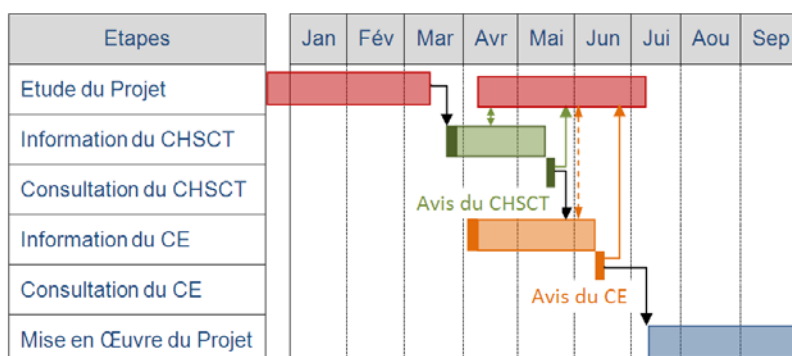 Etapes Jan Fév Mar Avr Mai Jun Jui Aou Sep
Etude du Projet
Information du CHSCT
Consultation du CHSCT
Avis du CHSCT
Information du CE
Consultation du CE
Avis du CE
Mise en Œuvre du Projet